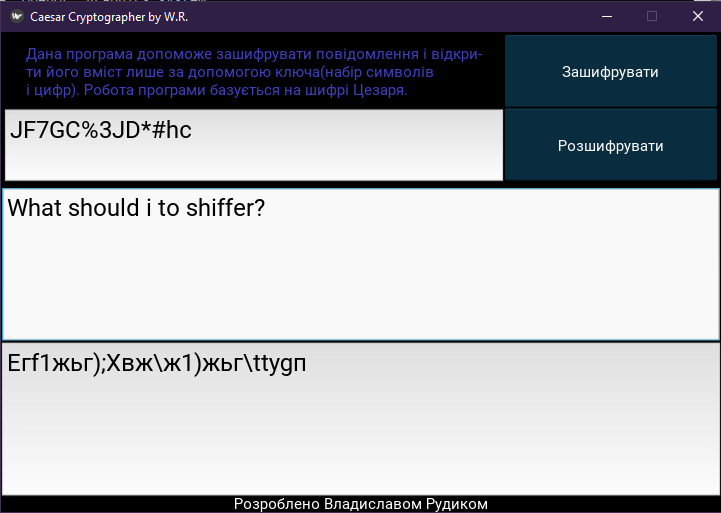 Caesar Cryptographer by W.R.
Дана програма допоможе зашифрувати повідомлення і відкри-
ти його вміст лише за допомогою ключа(набір символів
і цифр). Робота програми базується на шифрі Цезаря.
Зашифрувати
JF7GC%3JD*#hc
Розшифрувати
What should i to shiffer?
Егf1жьг);Хвж\ж1)жьг\ttygп
Розроблено Владиславом Рудиком